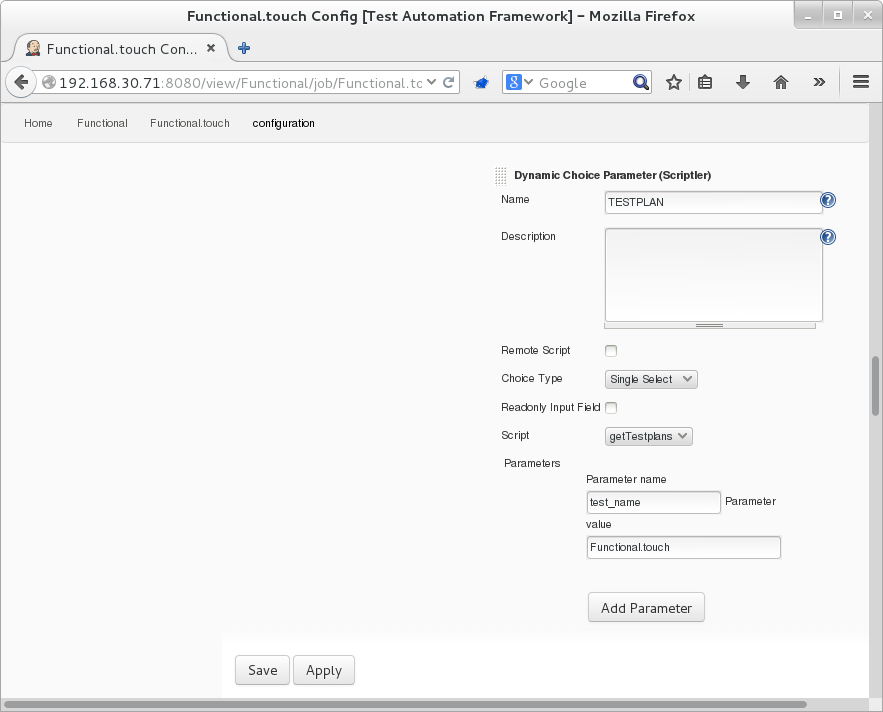 Functional.touch Config [Test Automation Framework] – Mozilla Firefox
Functional.touch Con...
192.168.30.71:8080/view/Functional/job/Functional.tc
8 Google
Home Functional Functional.touch configuration
Dynamic Choice Parameter (Scriptler)
Name TESTPLAN ?
Description ?
Remote Script
Choice Type Single Select
Readonly Input Field
Script getTestplans
Parameters
Parameter name
test_name Parameter
value
Functional.touch
Add Parameter
Save Apply